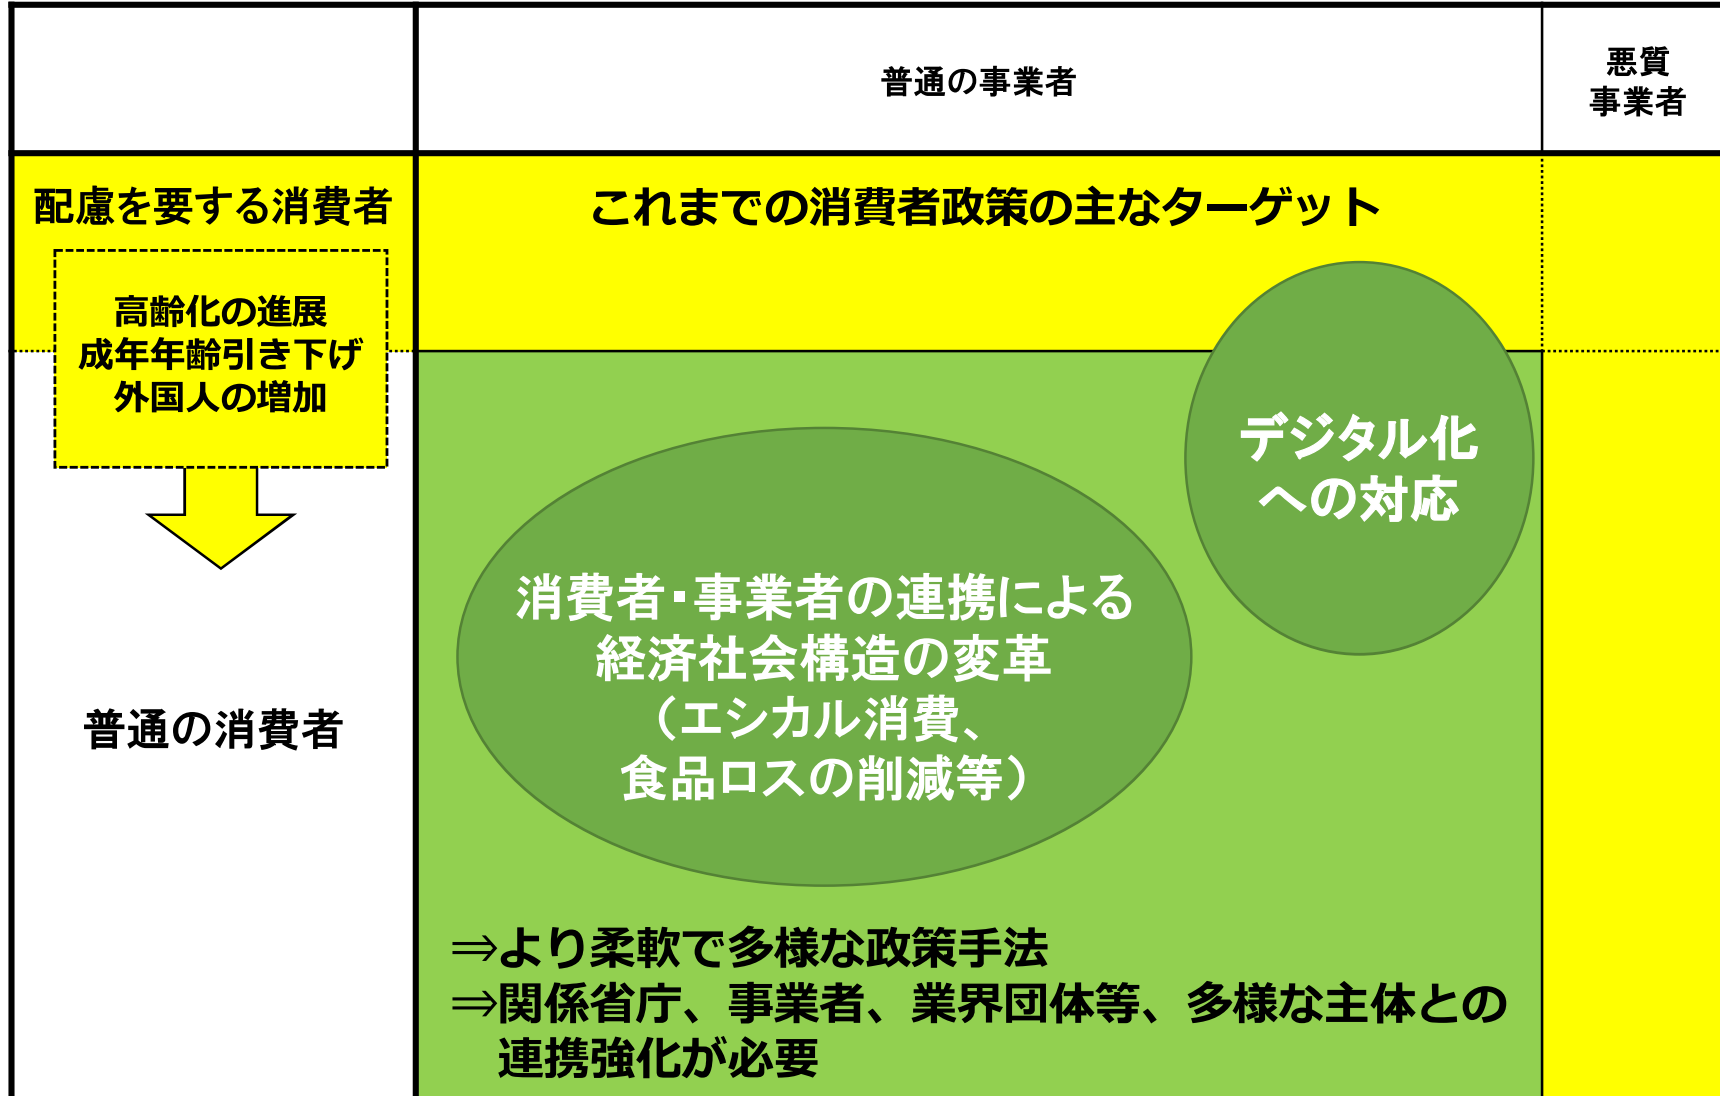 普通の事業者
悪質
事業者
配慮を要する消費者
これまでの消費者政策の主なターゲット
高齢化の進展
成年年齢引き下げ
外国人の増加
デジタル化
への対応
消費者・事業者の連携による
経済社会構造の変革
（エシカル消費、
食品ロスの削減等）
普通の消費者
⇒より柔軟で多様な政策手法
⇒関係省庁、事業者、業界団体等、多様な主体との
連携強化が必要